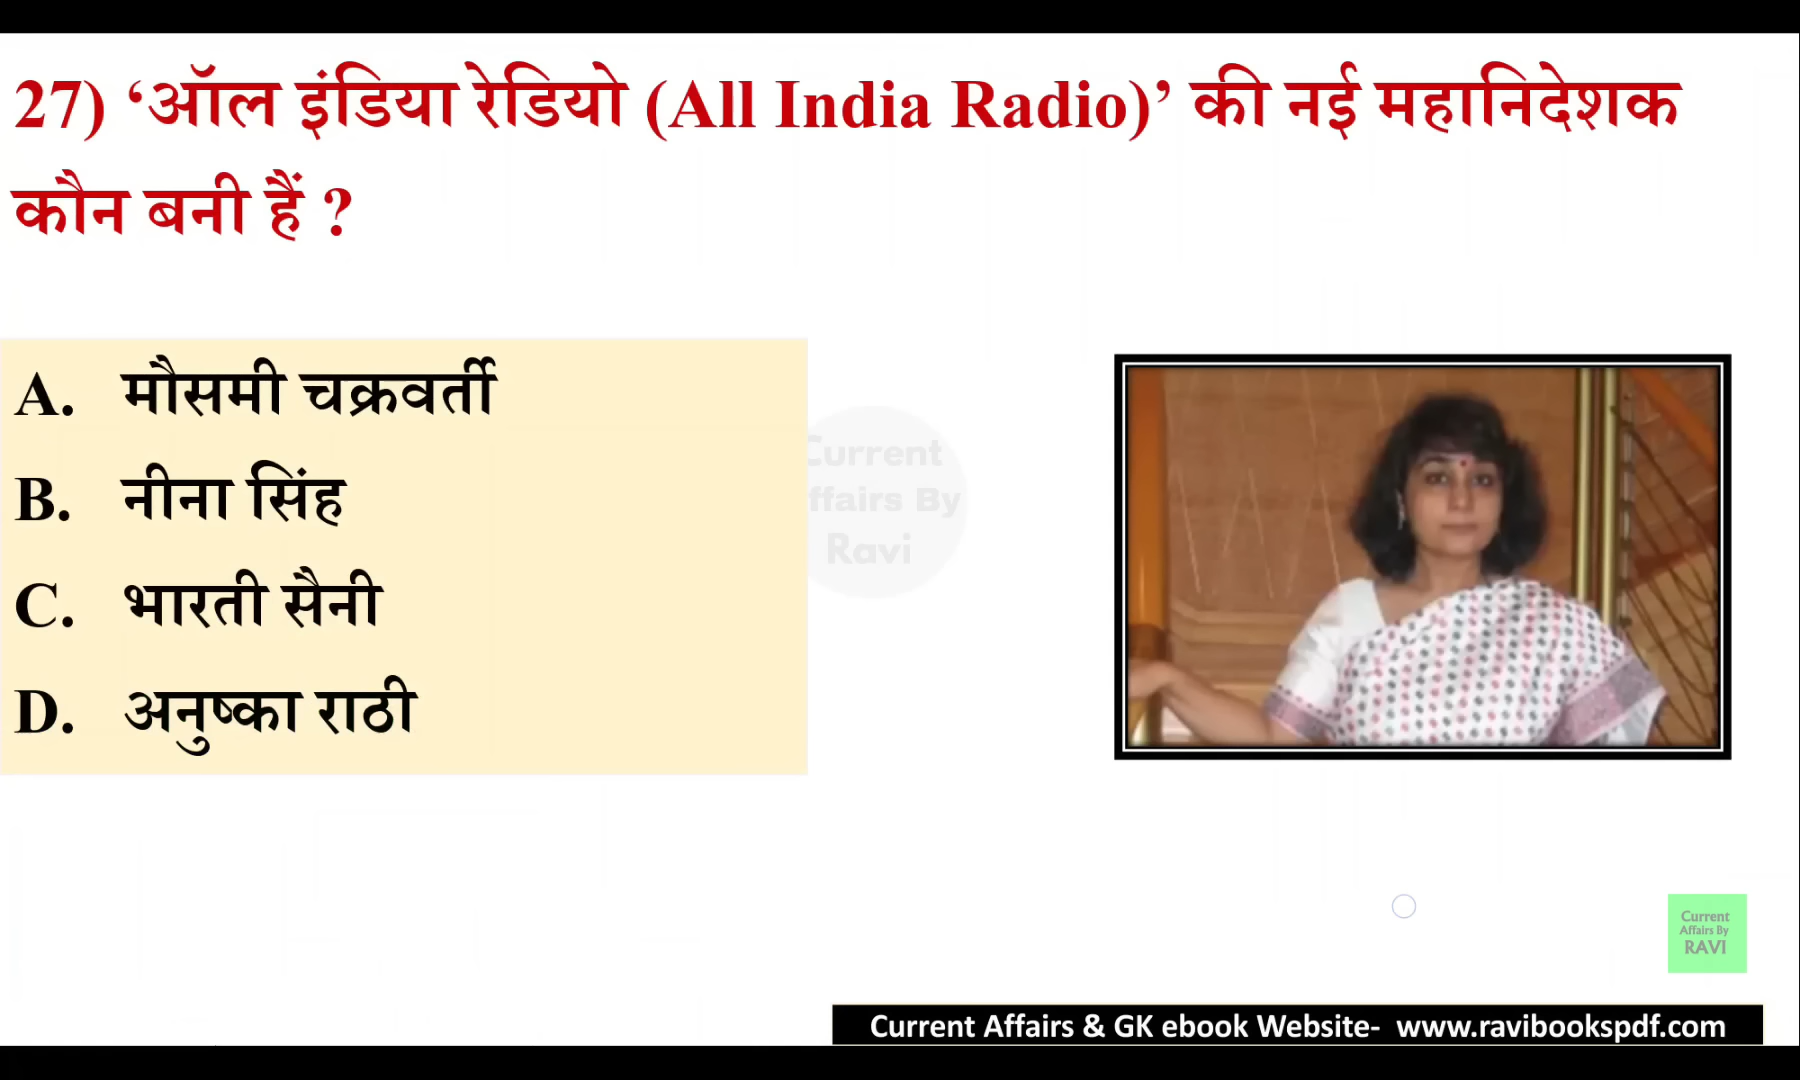 27) ‘ऑल इंडिया रेडियो (All India Radio)’ की नई महानिदेशक
कौन बनी हैं ?
A. मौसमी चक्रवर्ती
B. नीना सिंह
C. भारती सैनी
D. अनुष्का राठी
Current
ffairs By
Ravi
Current
Affairs By
RAVI
Current Affairs & GK ebook Website- www.ravibookspdf.com